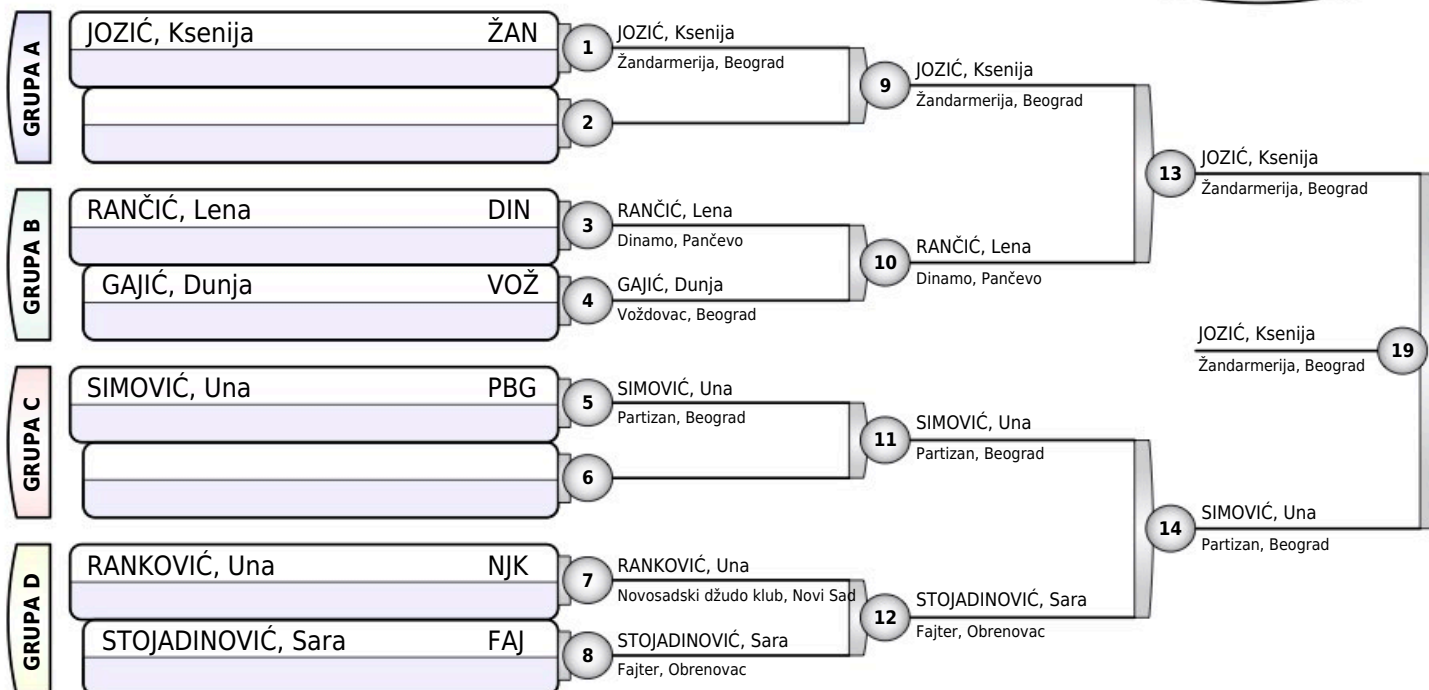 GRUPA A
JOZIĆ, Ksenija ŽAN
1
JOZIĆ, Ksenija
Žandarmerija, Beograd
2
9
JOZIĆ, Ksenija
Žandarmerija, Beograd
GRUPA B
RANČIĆ, Lena DIN
3
RANČIĆ, Lena
Dinamo, Pančevo
GAJIĆ, Dunja VOŽ
4
GAJIĆ, Dunja
Voždovac, Beograd
10
RANČIĆ, Lena
Dinamo, Pančevo
13
JOZIĆ, Ksenija
Žandarmerija, Beograd
JOZIĆ, Ksenija
Žandarmerija, Beograd
19
GRUPA C
SIMOVIĆ, Una PBG
5
SIMOVIĆ, Una
Partizan, Beograd
6
11
SIMOVIĆ, Una
Partizan, Beograd
GRUPA D
RANKOVIĆ, Una NJK
7
RANKOVIĆ, Una
Novosadski džudo klub, Novi Sad
STOJADINOVIĆ, Sara FAJ
8
STOJADINOVIĆ, Sara
Fajter, Obrenovac
12
STOJADINOVIĆ, Sara
Fajter, Obrenovac
14
SIMOVIĆ, Una
Partizan, Beograd